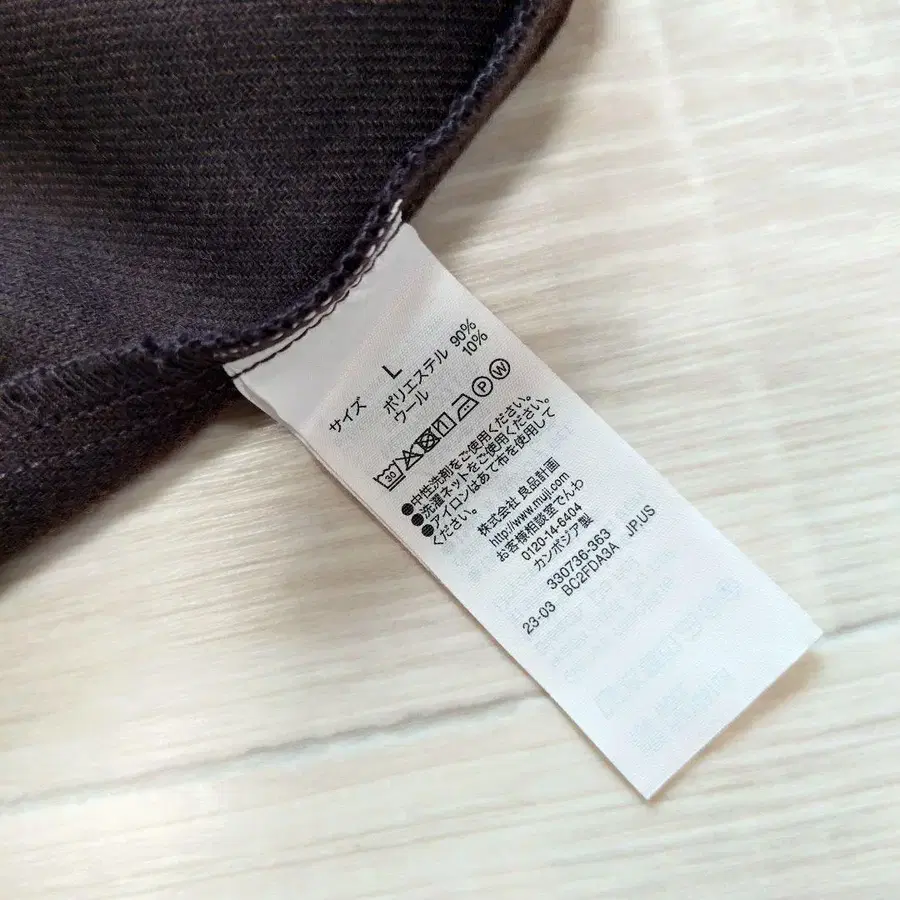 サイズ L
ポリエステル 90%
ウール 10%
30 P W
●中性洗剤をご使用ください。
●洗濯ネットをご使用ください。
●アイロンはあて布を使用して
ください。
株式会社 良品計画
http://www.muji.com
お客様相談室でんわ
0120-14-6404
カンボジア製
330736-363
23-03 BC2FDA3A JP,US